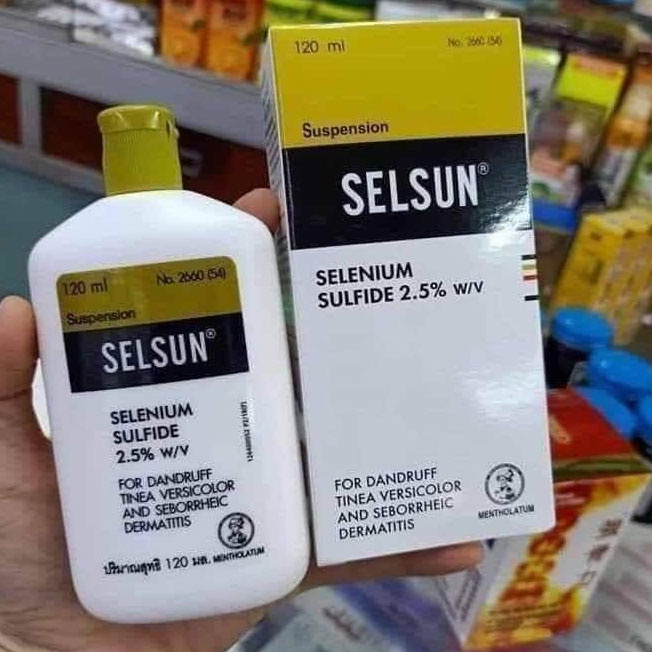 120 ml
No. 2660 (54)
Suspension
SELSUN®
SELENIUM
SULFIDE 2.5% W/V
FOR DANDRUFF
TINEA VERSICOLOR
AND SEBORRHEIC
DERMATITIS
MENTHOLATUM
120 ml
No. 2660 (54)
Suspension
SELSUN®
SELENIUM
SULFIDE
2.5% W/V
FOR DANDRUFF
TINEA VERSICOLOR
AND SEBORRHEIC
DERMATITIS
MENTHOLATUM
ปริมาณสุทธิ 120 มล.